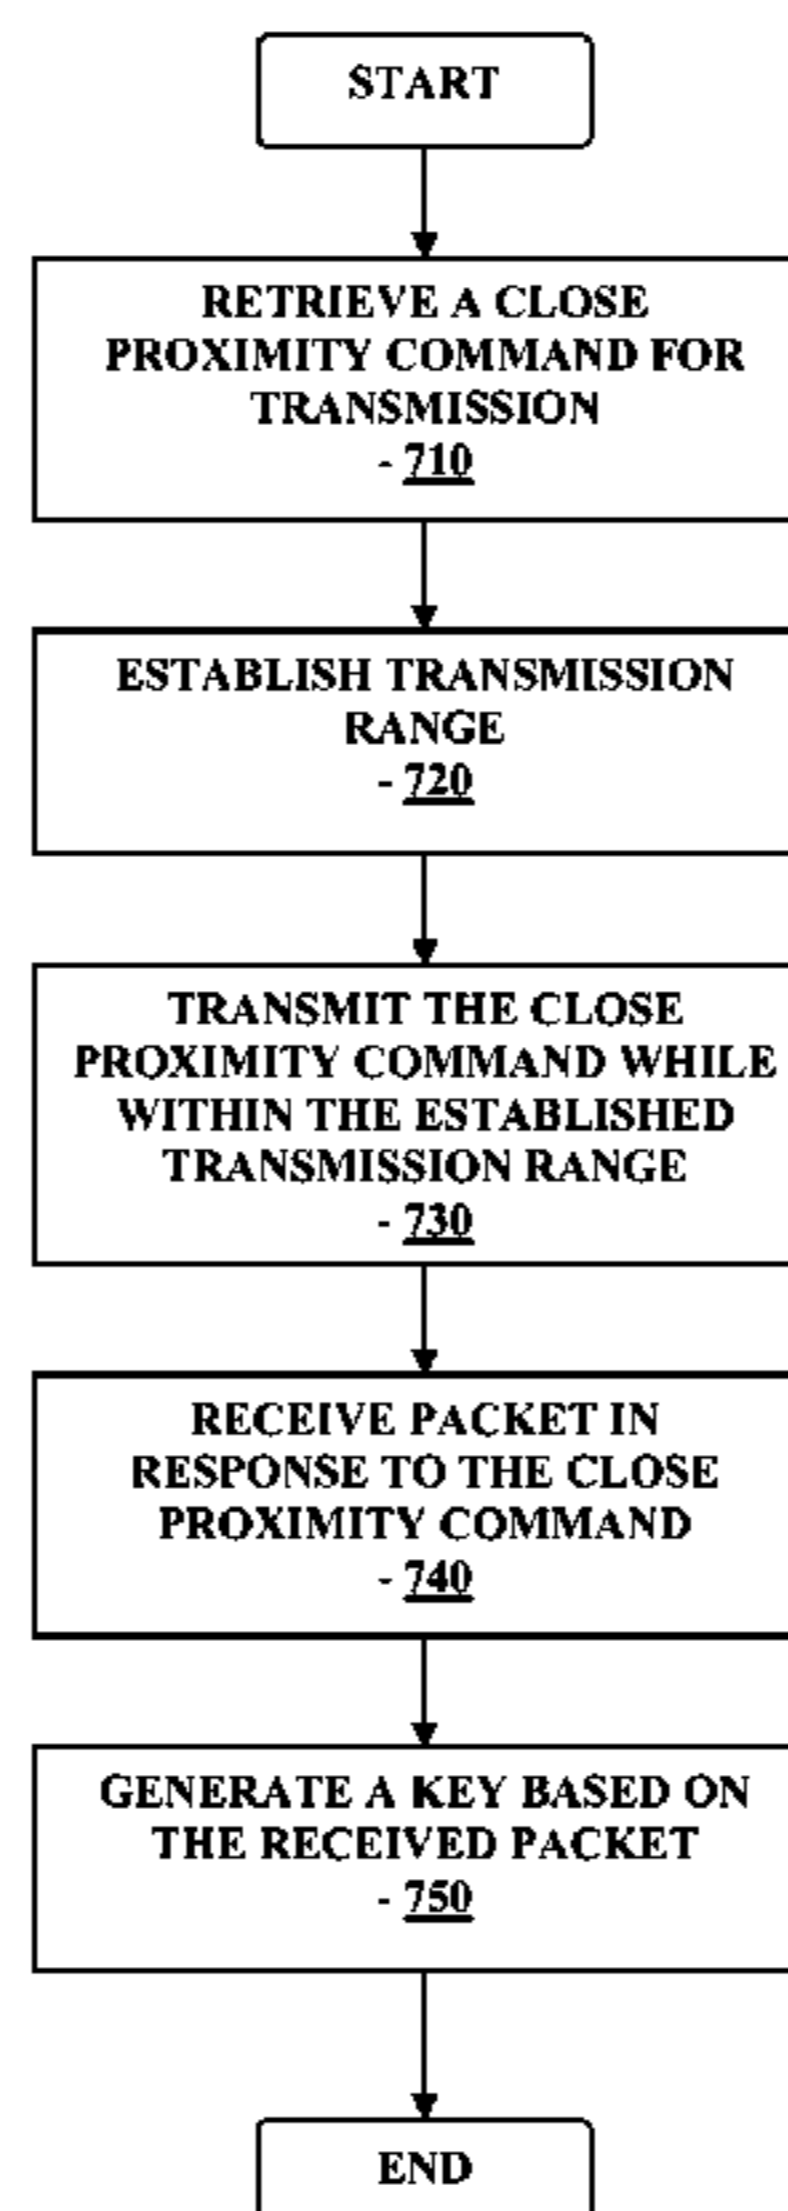 START
RETRIEVE A CLOSE
PROXIMITY COMMAND FOR
TRANSMISSION
- 710
ESTABLISH TRANSMISSION
RANGE
- 720
TRANSMIT THE CLOSE
PROXIMITY COMMAND WHILE
WITHIN THE ESTABLISHED
TRANSMISSION RANGE
- 730
RECEIVE PACKET IN
RESPONSE TO THE CLOSE
PROXIMITY COMMAND
- 740
GENERATE A KEY BASED ON
THE RECEIVED PACKET
- 750
END